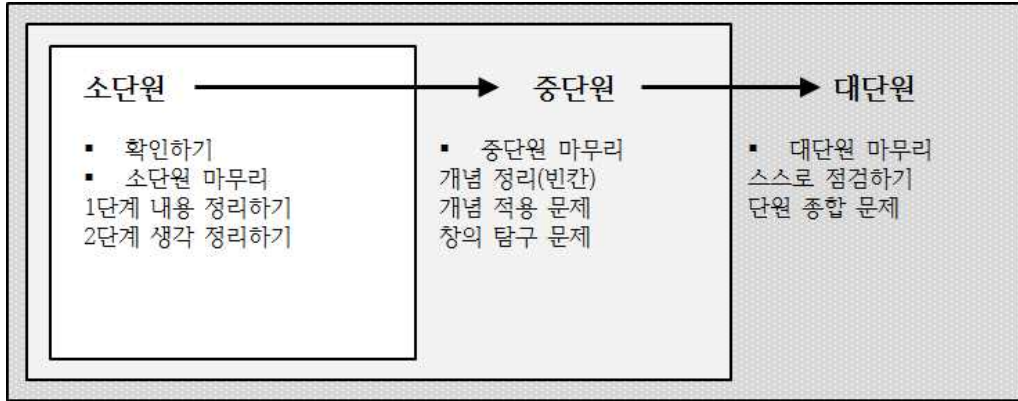 소단원
▪ 확인하기
▪ 소단원 마무리
1단계 내용 정리하기
2단계 생각 정리하기
중단원
▪ 중단원 마무리
개념 정리(빈칸)
개념 적용 문제
창의 탐구 문제
대단원
▪ 대단원 마무리
스스로 점검하기
단원 종합 문제